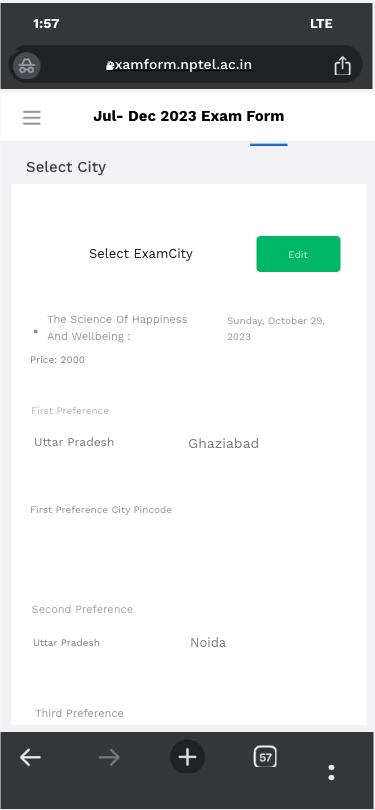 1:57 LTE
examform.nptel.ac.in
Jul- Dec 2023 Exam Form
Select City
Select ExamCity Edit
The Science Of Happiness Sunday, October 29,
And Wellbeing : 2023
Price: 2000
First Preference
Uttar Pradesh Ghaziabad
First Preference City Pincode
Second Preference
Uttar Pradesh Noida
Third Preference
57